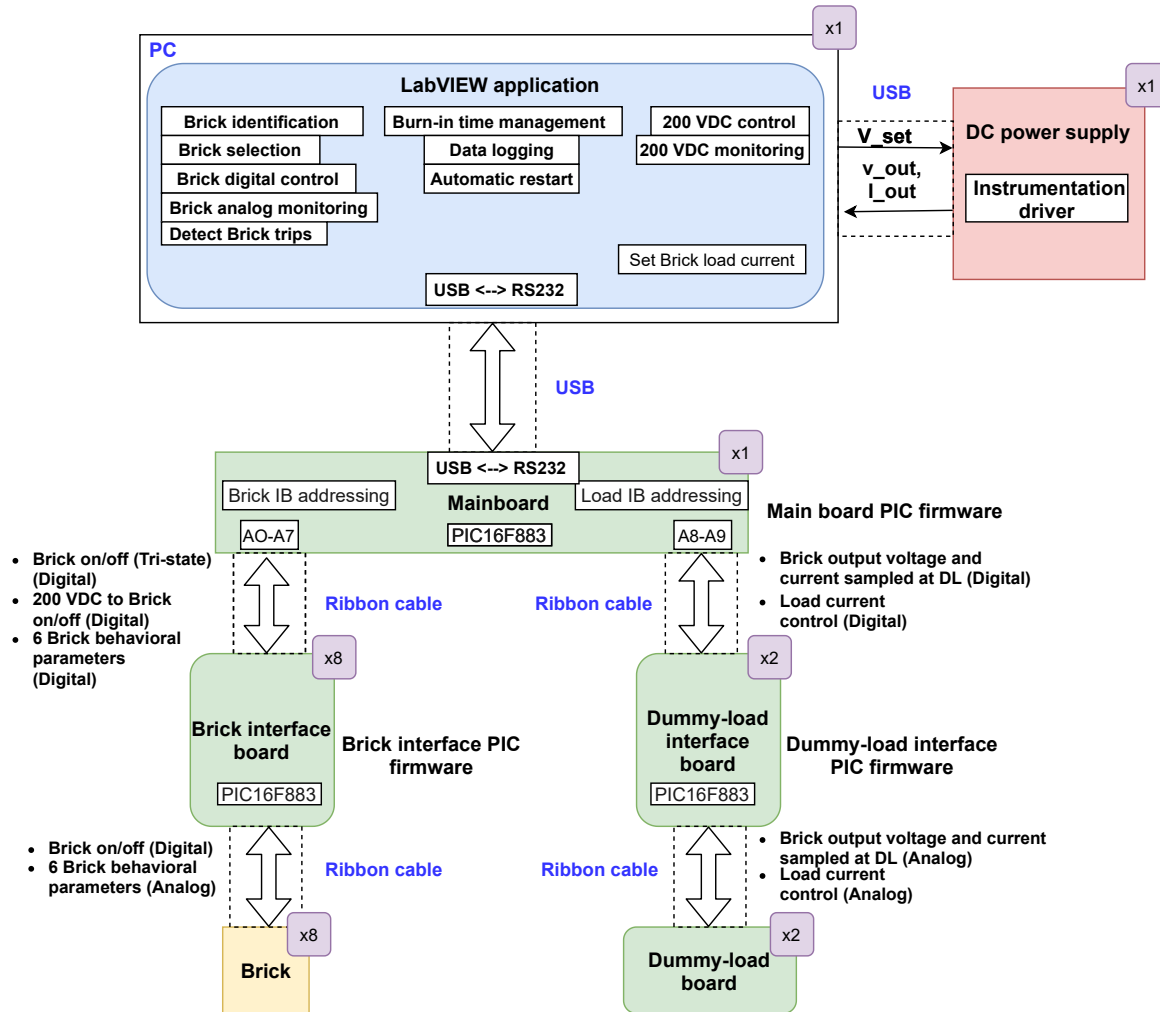 x1
PC
LabVIEW application
Brick identification
Brick selection
Brick digital control
Brick analog monitoring
Detect Brick trips
Burn-in time management
Data logging
Automatic restart
200 VDC control
200 VDC monitoring
Set Brick load current
USB <--> RS232
USB
V_set
v_out,
I_out
x1
DC power supply
Instrumentation
driver
USB
x1
USB <--> RS232
Brick IB addressing
Mainboard
Load IB addressing
AO-A7
PIC16F883
A8-A9
Main board PIC firmware
• Brick on/off (Tri-state)
(Digital)
• 200 VDC to Brick
on/off (Digital)
• 6 Brick behavioral
parameters
(Digital)
Ribbon cable
Ribbon cable
• Brick output voltage and
current sampled at DL (Digital)
• Load current
control (Digital)
x8
Brick interface
board
PIC16F883
Brick interface PIC
firmware
x2
Dummy-load
interface
board
PIC16F883
Dummy-load interface
PIC firmware
• Brick on/off (Digital)
• 6 Brick behavioral
parameters (Analog)
Ribbon cable
Ribbon cable
• Brick output voltage and current
sampled at DL (Analog)
• Load current
control (Analog)
x8
Brick
x2
Dummy-load
board